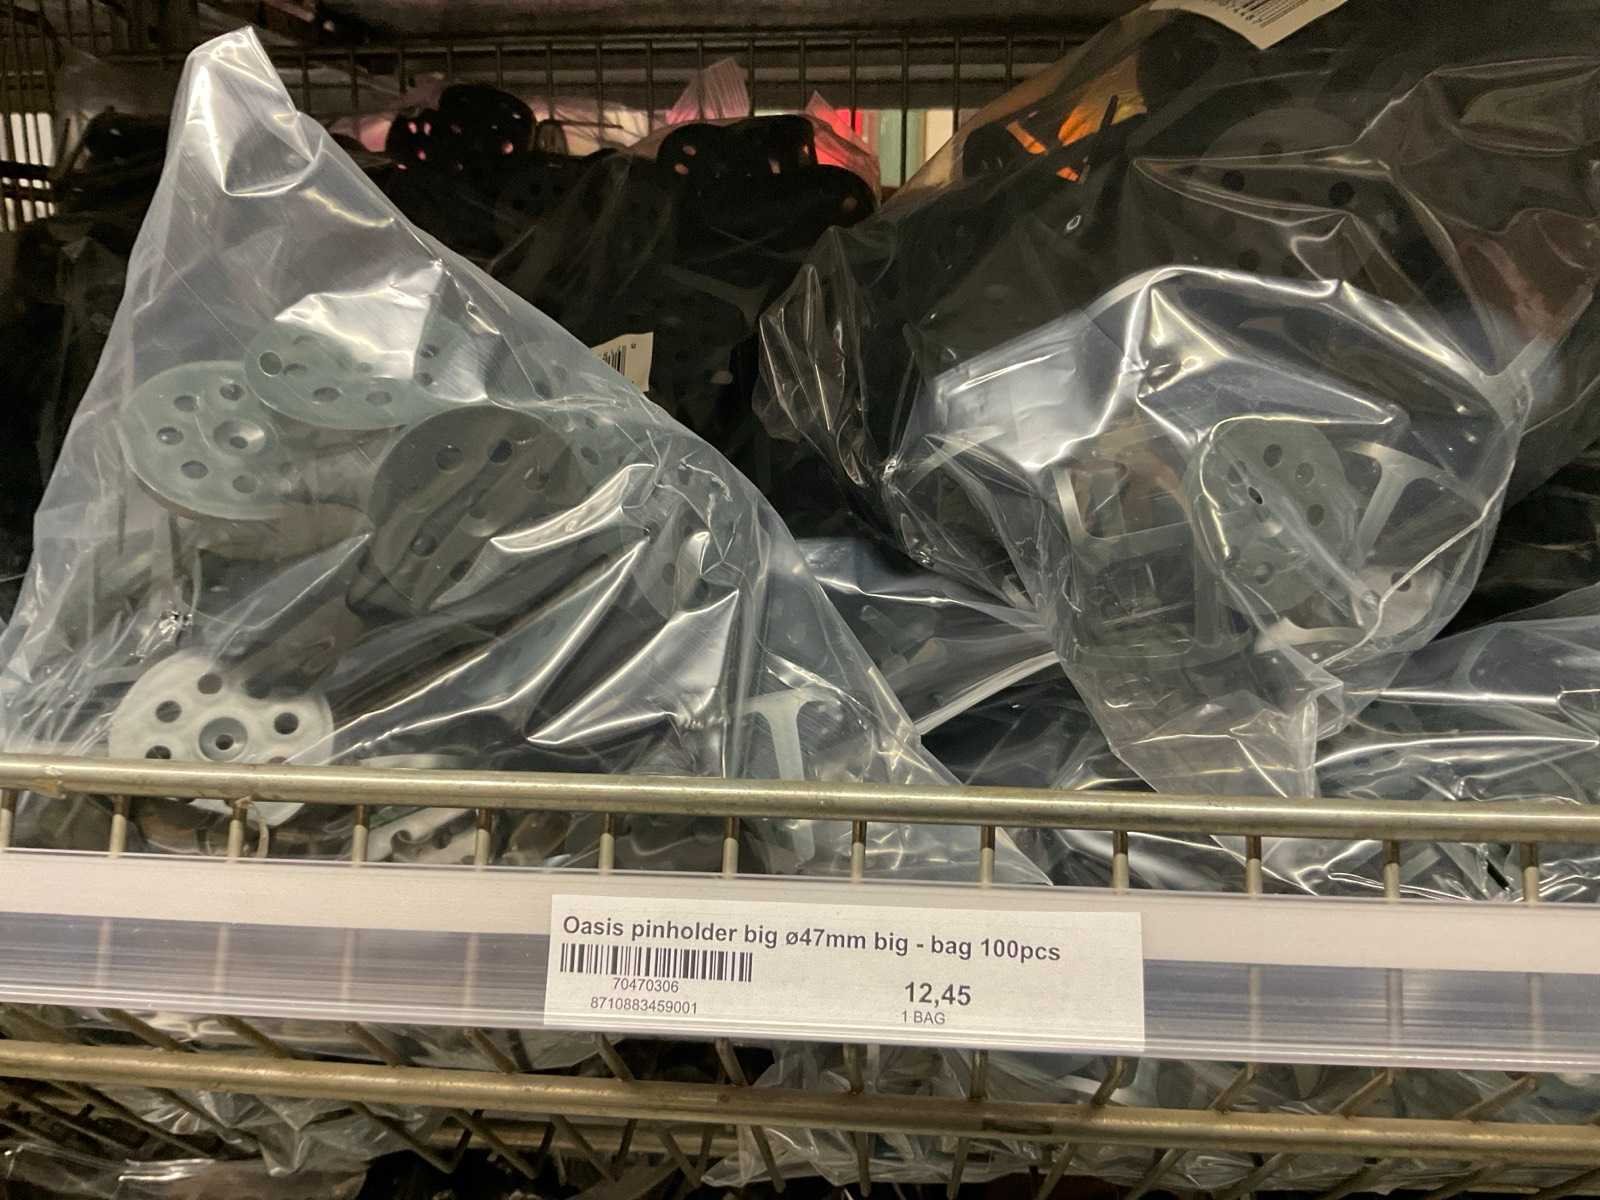 Oasis pinholder big ø47mm big - bag 100pcs
70470306
8710883459001
12,45
1 BAG